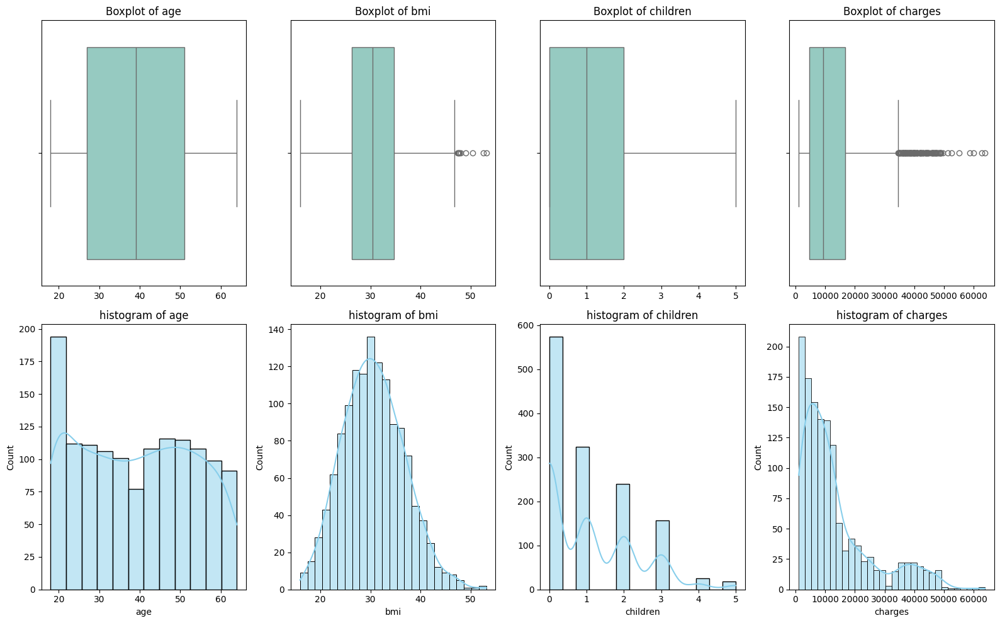 Boxplot of age
Boxplot of bmi
Boxplot of children
Boxplot of charges
20 30 40 50 60
20 30 40 50
0 1 2 3 4 5
0 10000 20000 30000 40000 50000 60000
histogram of age
histogram of bmi
histogram of children
histogram of charges
200
175
150
125
100
75
50
25
0
Count
20 30 40 50 60
age
140
120
100
80
60
40
20
0
Count
20 30 40 50
bmi
600
500
400
300
200
100
0
Count
0 1 2 3 4 5
children
200
175
150
125
100
75
50
25
0
Count
0 10000 20000 30000 40000 50000 60000
charges